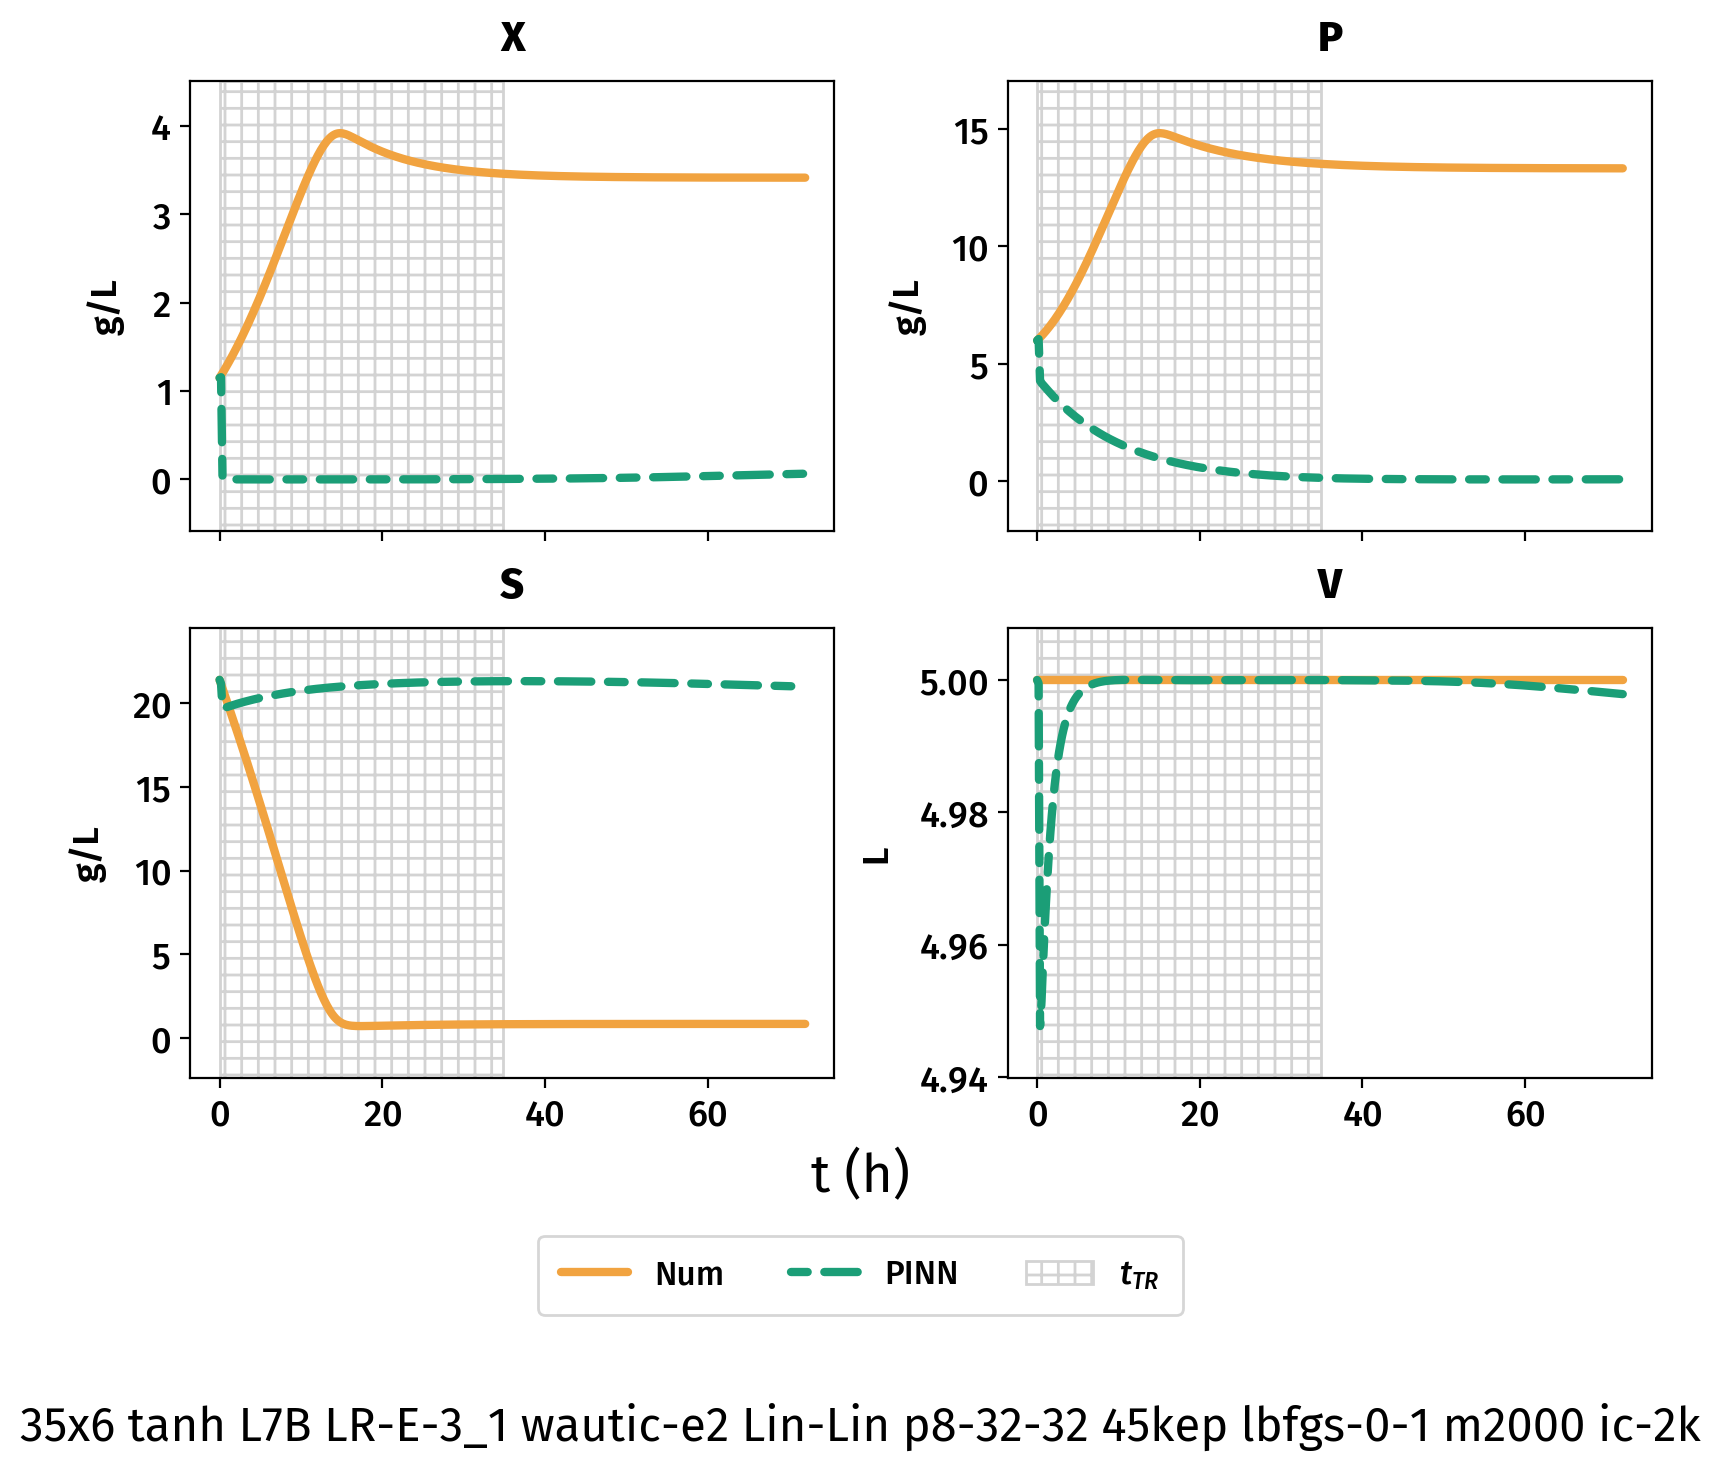 X
P
4
3
2
1
0
g/L
15
10
5
0
g/L
S
V
20
15
10
5
0
g/L
0 20 40 60
5.00
4.98
4.96
4.94
L
0 20 40 60
t (h)
Num PINN tTR
35x6 tanh L7B LR-E-3_1 wautic-e2 Lin-Lin p8-32-32 45kep lbfgs-0-1 m2000 ic-2k